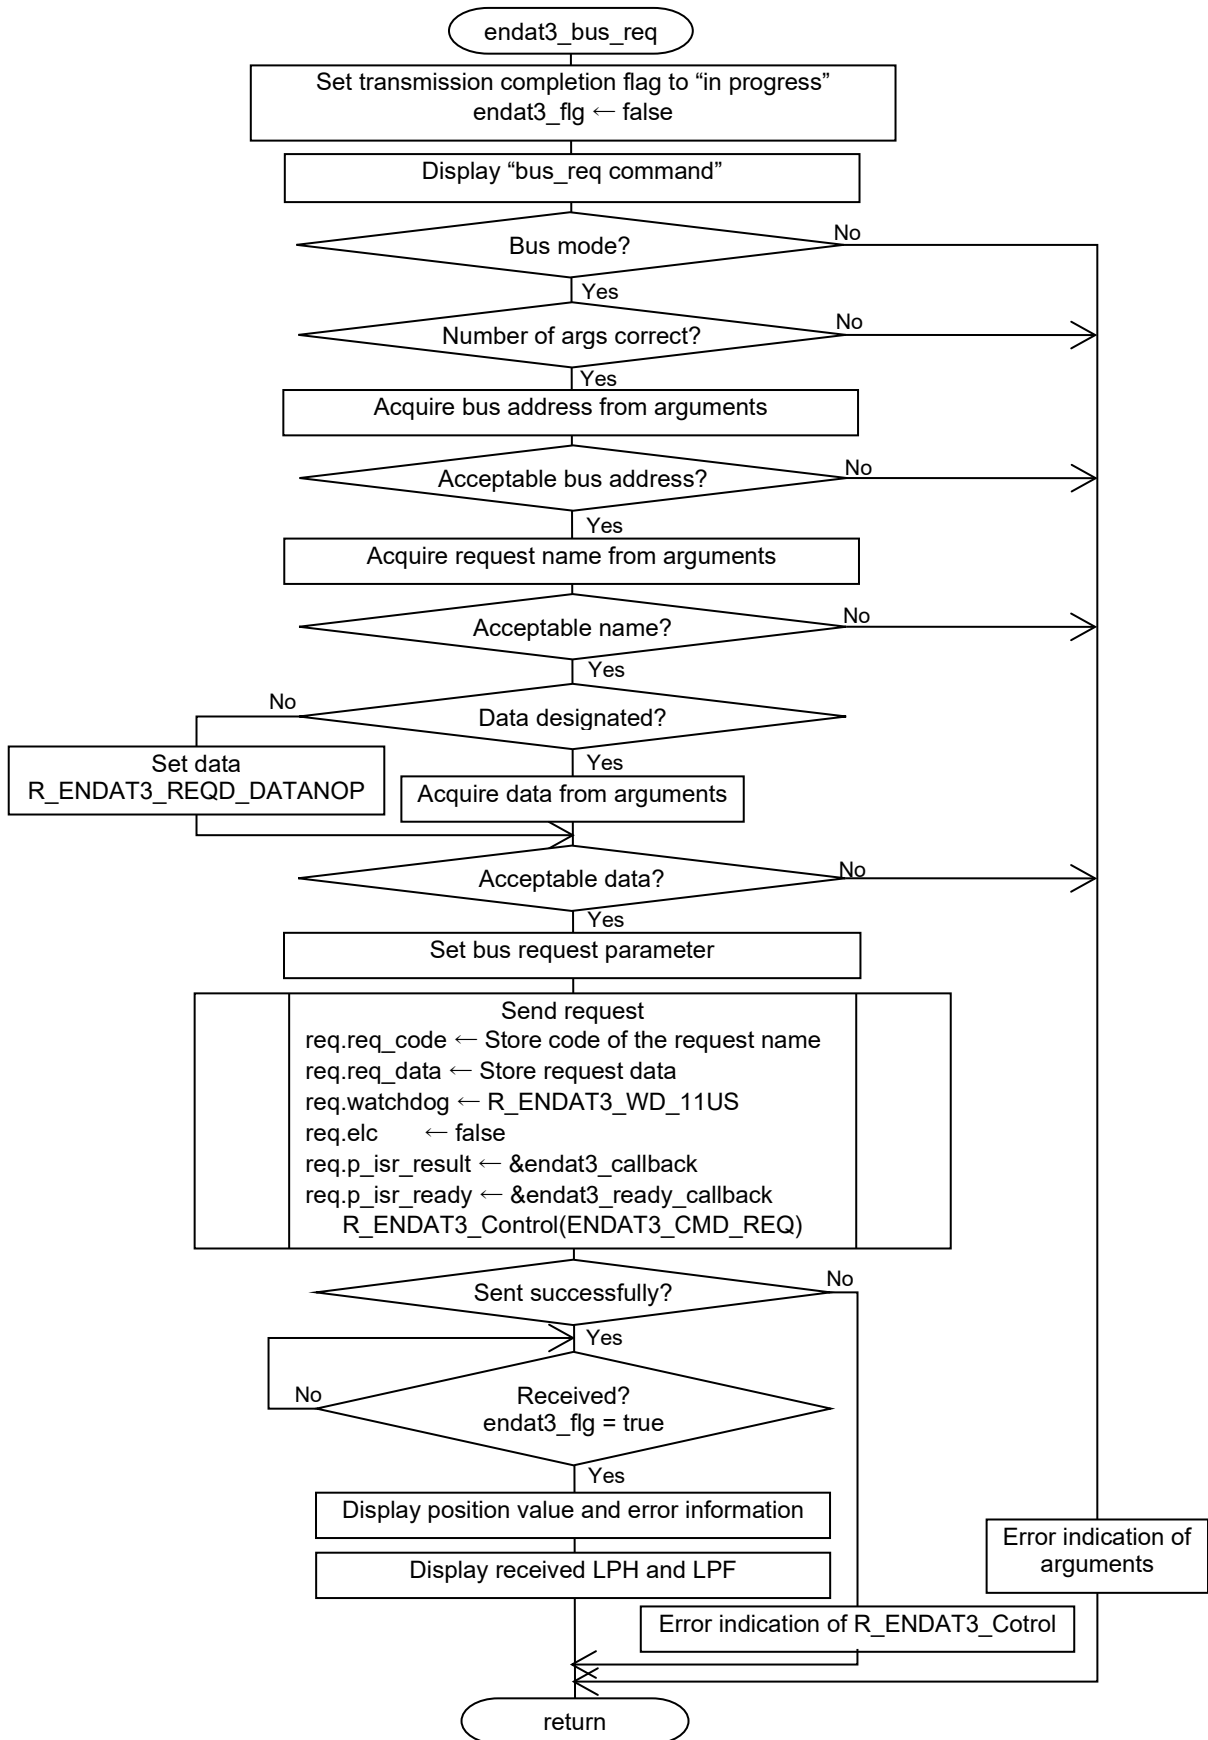 endat3_bus_req
Set transmission completion flag to “in progress”
endat3_flg ← false
Display “bus_req command”
Bus mode?
No
Yes
Number of args correct?
No
Yes
Acquire bus address from arguments
Acceptable bus address?
No
Yes
Acquire request name from arguments
Acceptable name?
No
Yes
No
Data designated?
Yes
Set data
R_ENDAT3_REQD_DATANOP
Acquire data from arguments
Acceptable data?
No
Yes
Set bus request parameter
Send request
req.req_code ← Store code of the request name
req.req_data ← Store request data
req.watchdog ← R_ENDAT3_WD_11US
req.elc ← false
req.p_isr_result ← &endat3_callback
req.p_isr_ready ← &endat3_ready_callback
R_ENDAT3_Control(ENDAT3_CMD_REQ)
Sent successfully?
No
Yes
No
Received?
endat3_flg = true
Yes
Display position value and error information
Display received LPH and LPF
Error indication of
arguments
Error indication of R_ENDAT3_Cotrol
return